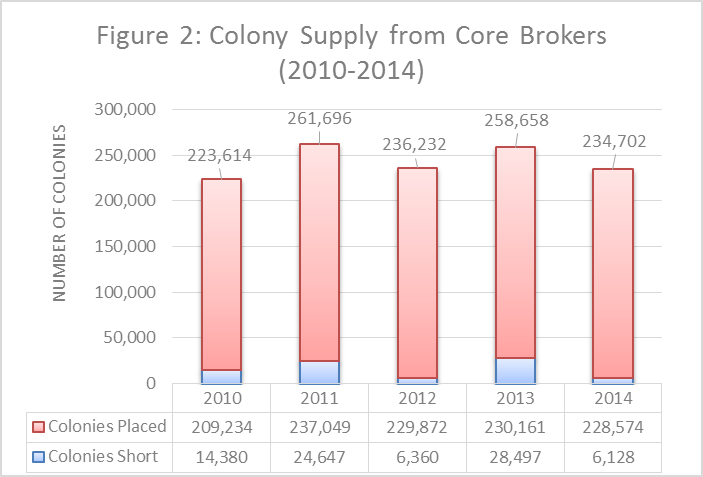 Figure 2: Colony Supply from Core Brokers
(2010-2014)
NUMBER OF COLONIES
300,000
250,000
200,000
150,000
100,000
50,000
0
223,614
261,696
236,232
258,658
234,702
2010 2011 2012 2013 2014
Colonies Placed 209,234 237,049 229,872 230,161 228,574
Colonies Short 14,380 24,647 6,360 28,497 6,128